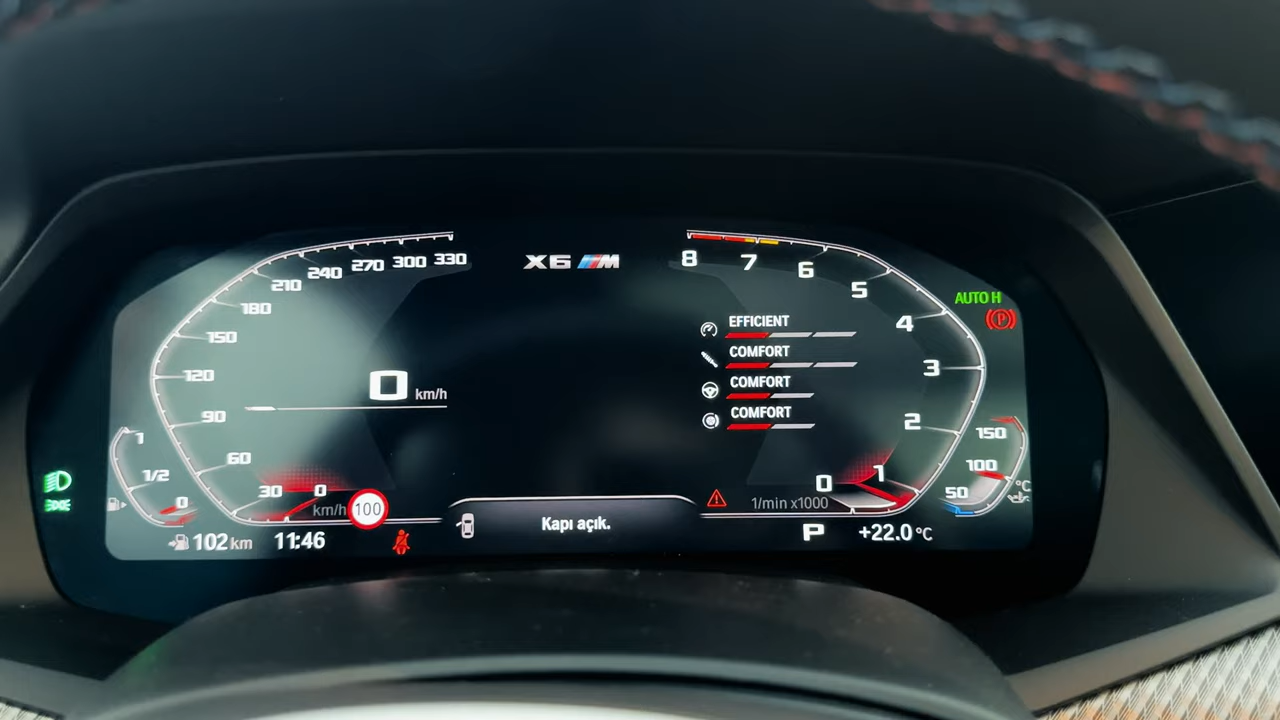 X6 M
330
300
270
240
210
180
150
120
90
60
30
0
km/h
0 km/h
100
8
7
6
5
4
3
2
1
0
1/min x1000
EFFICIENT
COMFORT
COMFORT
COMFORT
AUTO H
P
1
1/2
0
150
100
50
°C
102 km
11:46
Kapı açık.
P
+22.0 °C